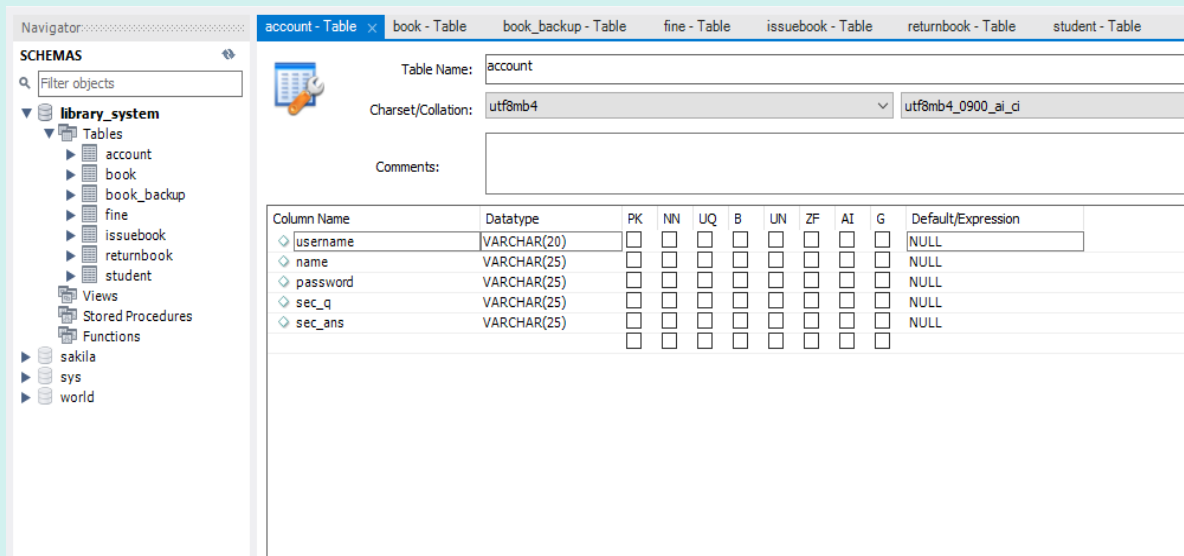 Navigator
SCHEMAS
Filter objects
library_system
Tables
account
book
book_backup
fine
issuebook
returnbook
student
Views
Stored Procedures
Functions
sakila
sys
world
account - Table × book - Table book_backup - Table fine - Table issuebook - Table returnbook - Table student - Table
Table Name: account
Charset/Collation: utf8mb4 utf8mb4_0900_ai_ci
Comments:
Column Name Datatype PK NN UQ B UN ZF AI G Default/Expression
username VARCHAR(20) NULL
name VARCHAR(25) NULL
password VARCHAR(25) NULL
sec_q VARCHAR(25) NULL
sec_ans VARCHAR(25) NULL